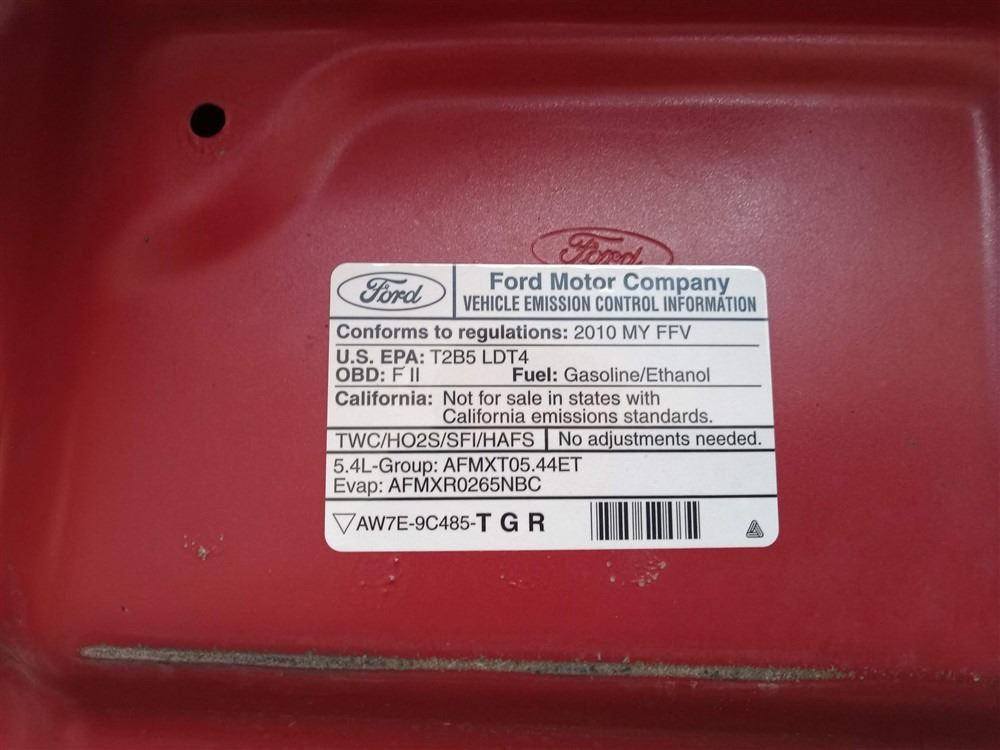 Ford
Ford
Ford Motor Company
VEHICLE EMISSION CONTROL INFORMATION
Conforms to regulations: 2010 MY FFV
U.S. EPA: T2B5 LDT4
OBD: F II Fuel: Gasoline/Ethanol
California: Not for sale in states with
California emissions standards.
TWC/HO2S/SFI/HAFS No adjustments needed.
5.4L-Group: AFMXT05.44ET
Evap: AFMXR0265NBC
▽AW7E-9C485-T G R